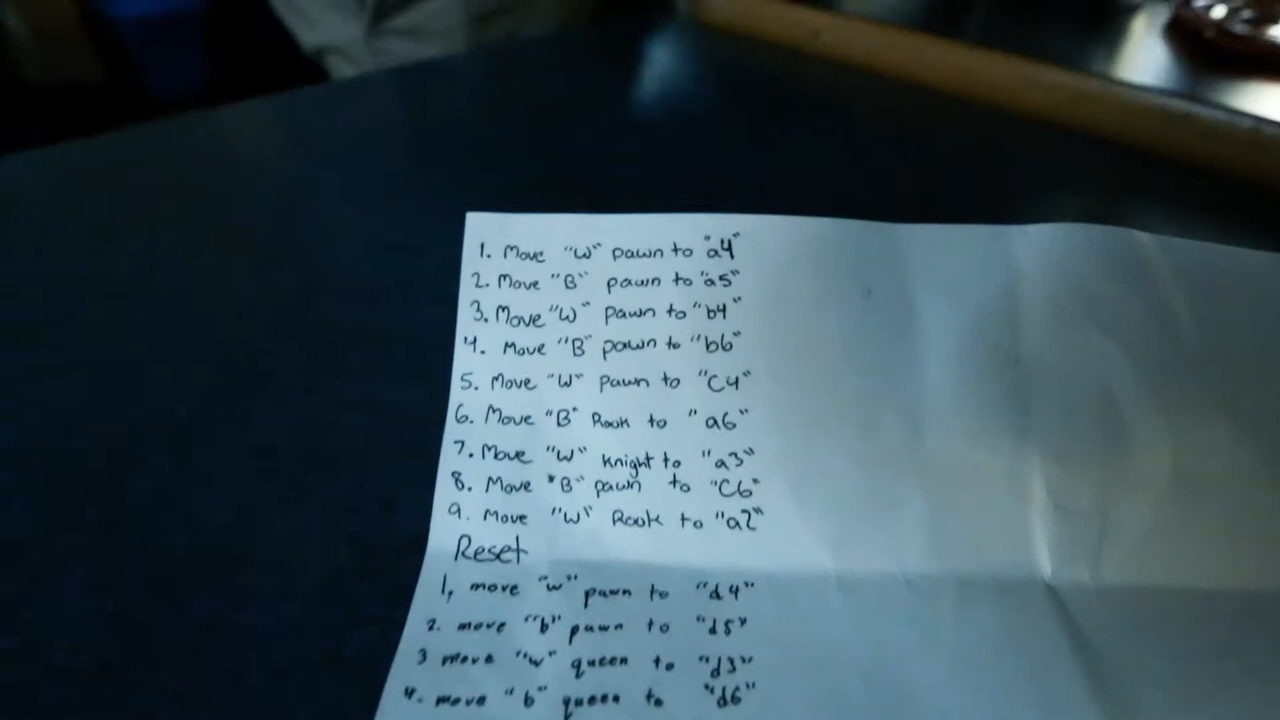 1. Move "W" pawn to "a4"
2. Move "B" pawn to "a5"
3. Move "W" pawn to "b4"
4. Move "B" pawn to "b6"
5. Move "W" pawn to "C4"
6. Move "B" Rook to "a6"
7. Move "W" Knight to "a3"
8. Move "B" pawn to "C6"
9. Move "W" Rook to "a2"
Reset
1, move "w" pawn to "d4"
2. move "b" pawn to "d5"
3 move "w" queen to "d3"
4. move "b" queen to "d6"